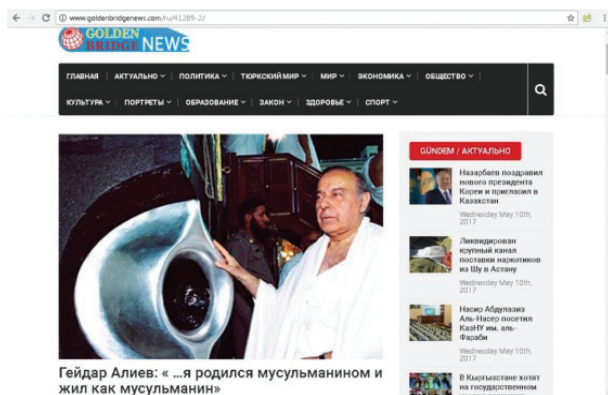 www.goldenbridgenews.com/ru/41289-2/
GOLDEN
BRIDGE NEWS
ГЛАВНАЯ АКТУАЛЬНО ПОЛИТИКА ТЮРКСКИЙ МИР МИР ЭКОНОМИКА ОБЩЕСТВО
КУЛЬТУРА ПОРТРЕТЫ ОБРАЗОВАНИЕ ЗАКОН ЗДОРОВЬЕ СПОРТ
Гейдар Алиев: « ...я родился мусульманином и
жил как мусульманин»
GÜNDEM / АКТУАЛЬНО
Назарбаев поздравил
нового президента
Кореи и пригласил в
Казахстан
Wednesday May 10th,
2017
Ликвидирован
крупный канал
поставки наркотиков
из Шу в Астану
Wednesday May 10th,
2017
Насир Абдулазиз
Аль-Насер посетил
КазНУ им. аль-
Фараби
Wednesday May 10th,
2017
В Кыргызстане хотят
на государственном